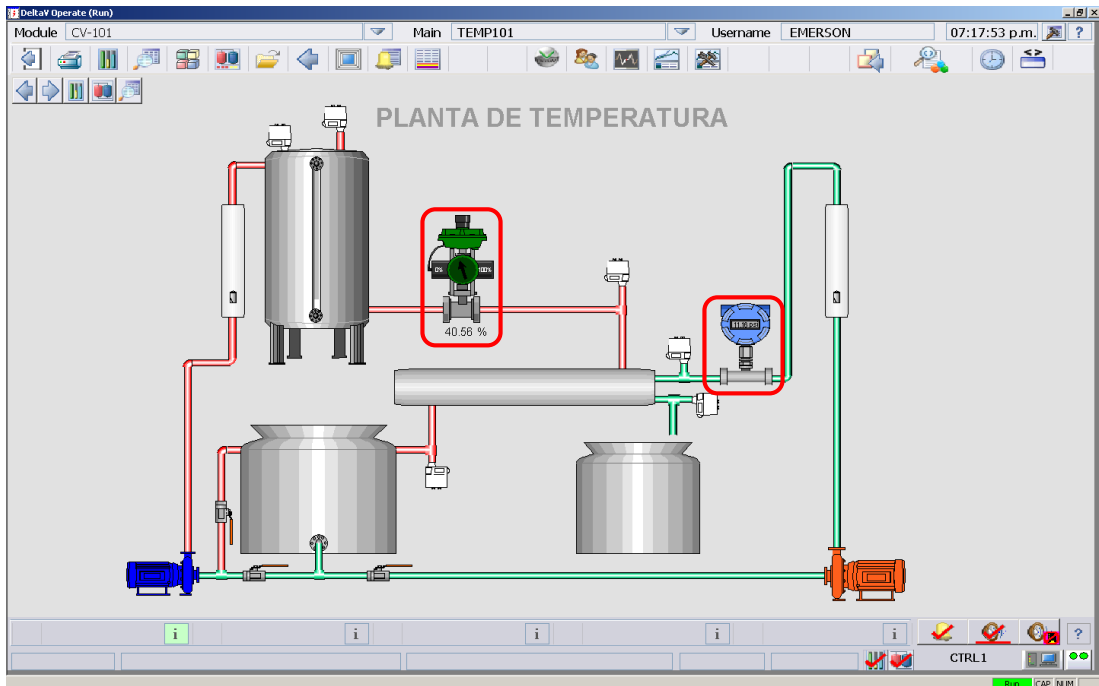 DeltaV Operate (Run)
Module CV-101 Main TEMP101 Username EMERSON 07:17:53 p.m. ?
PLANTA DE TEMPERATURA
0% 100%
40.56 %
i i i i i ?
CTRL1
Run CAP NUM